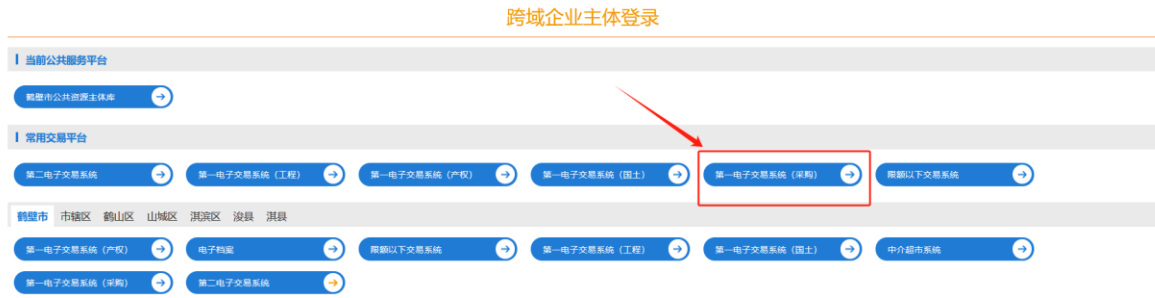 跨域企业主体登录
当前公共服务平台
鹤壁市公共资源主体库
常用交易平台
第二电子交易系统 第一电子交易系统（工程） 第一电子交易系统（产权） 第一电子交易系统（国土） 第一电子交易系统（采购） 限额以下交易系统
鹤壁市 市辖区 鹤山区 山城区 淇滨区 浚县 淇县
第一电子交易系统（产权） 电子档案 限额以下交易系统 第一电子交易系统（工程） 第一电子交易系统（国土） 中介超市系统
第一电子交易系统（采购） 第二电子交易系统